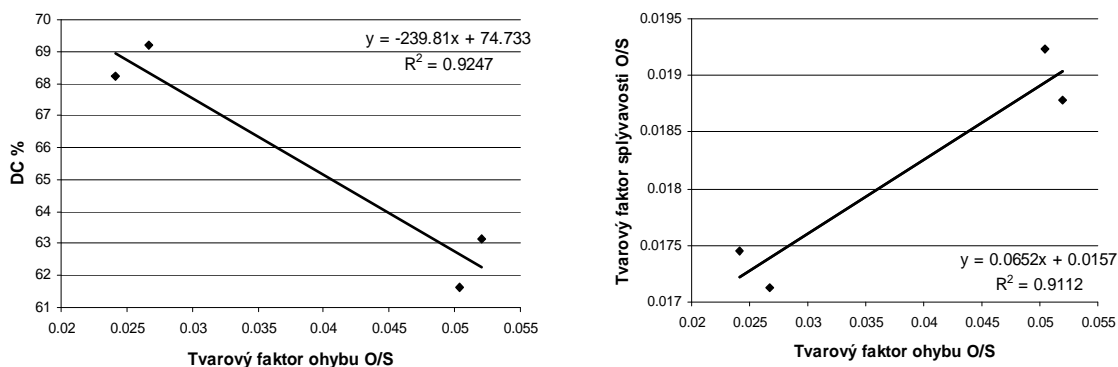 70
69
68
67
66
65
64
63
62
61
DC %
y = -239.81x + 74.733
R² = 0.9247
0.02 0.025 0.03 0.035 0.04 0.045 0.05 0.055
Tvarový faktor ohybu O/S
0.0195
0.019
0.0185
0.018
0.0175
0.017
Tvarový faktor splývavosti O/S
y = 0.0652x + 0.0157
R² = 0.9112
0.02 0.025 0.03 0.035 0.04 0.045 0.05 0.055
Tvarový faktor ohybu O/S